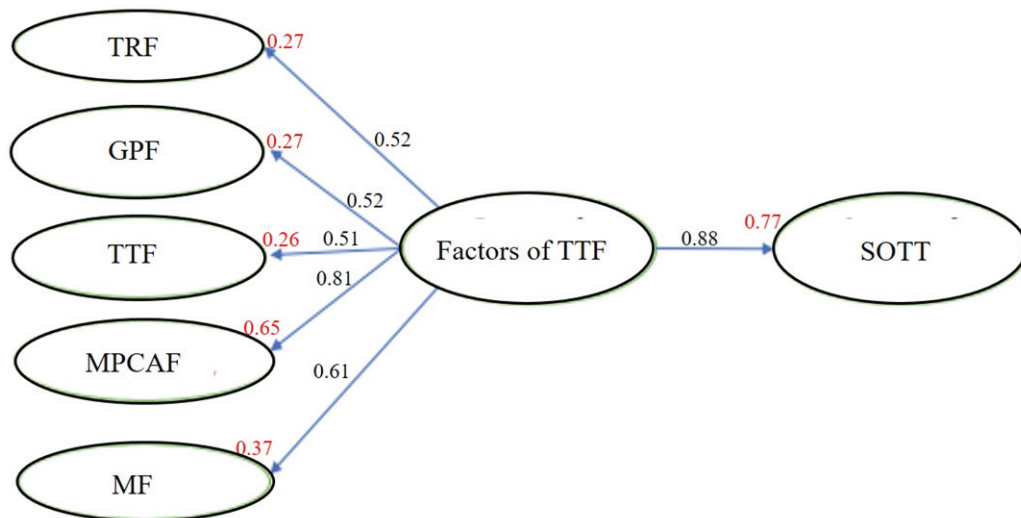 TRF
0.27
0.52
GPF
0.27
0.52
TTF
0.26
0.51
Factors of TTF
0.88
0.77
SOTT
0.81
MPCAF
0.65
0.61
MF
0.37